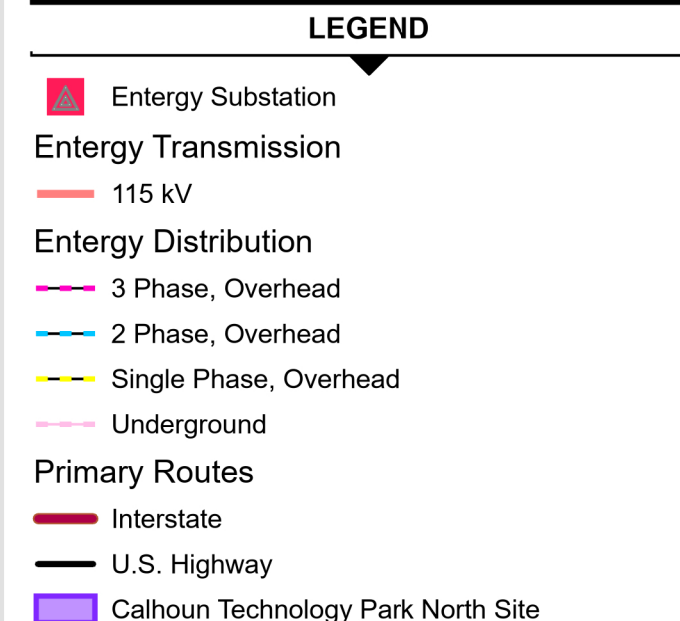 LEGEND
Entergy Substation
Entergy Transmission
115 kV
Entergy Distribution
3 Phase, Overhead
2 Phase, Overhead
Single Phase, Overhead
Underground
Primary Routes
Interstate
U.S. Highway
Calhoun Technology Park North Site